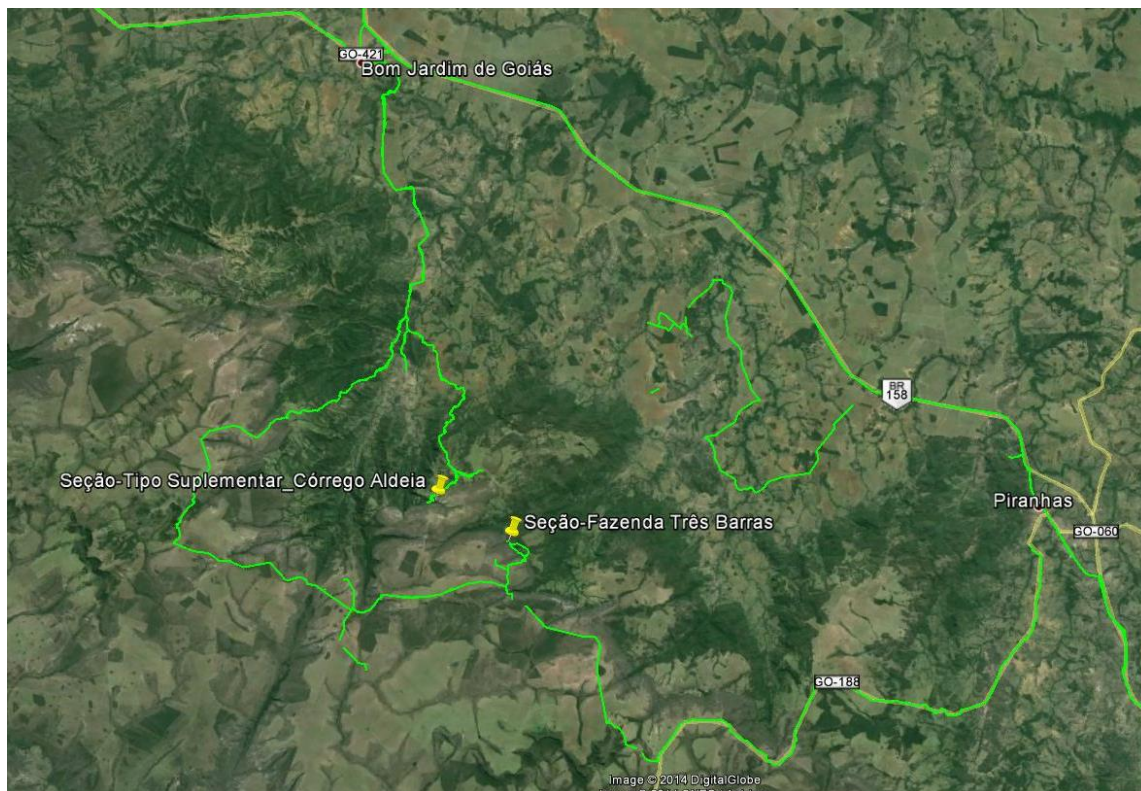 GO-421
Bom Jardim de Goiás
BR
158
Seção-Tipo Suplementar_Córrego Aldeia
Seção-Fazenda Três Barras
Piranhas
GO-060
GO-188
Image © 2014 DigitalGlobe